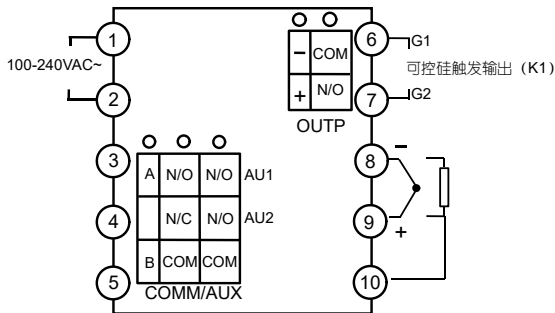 1
6
G1
− COM
100-240VAC~
可控硅触发输出（K1）
+ N/O
2
7
G2
OUTP
3
8
−
A N/O N/O AU1
4
N/C N/O AU2
9
+
B COM COM
5
10
COMM/AUX